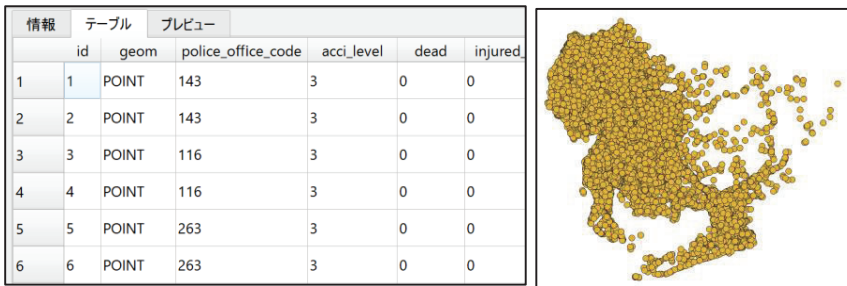 情報 テーブル プレビュー
id geom police_office_code acci_level dead injured_
1 1 POINT 143 3 0 0
2 2 POINT 143 3 0 0
3 3 POINT 116 3 0 0
4 4 POINT 116 3 0 0
5 5 POINT 263 3 0 0
6 6 POINT 263 3 0 0